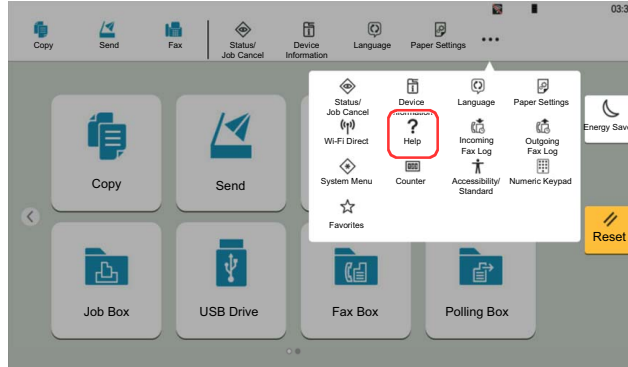 03:3
Copy
Send
Fax
Status/
Job Cancel
Device
Information
Language
Paper Settings
Status/
Job Cancel
Device
Information
Language
Paper Settings
Wi-Fi Direct
?
Help
Incoming
Fax Log
Outgoing
Fax Log
System Menu
Counter
Accessibility/
Standard
Numeric Keypad
Favorites
Energy Save
Copy
Send
Reset
Job Box
USB Drive
Fax Box
Polling Box